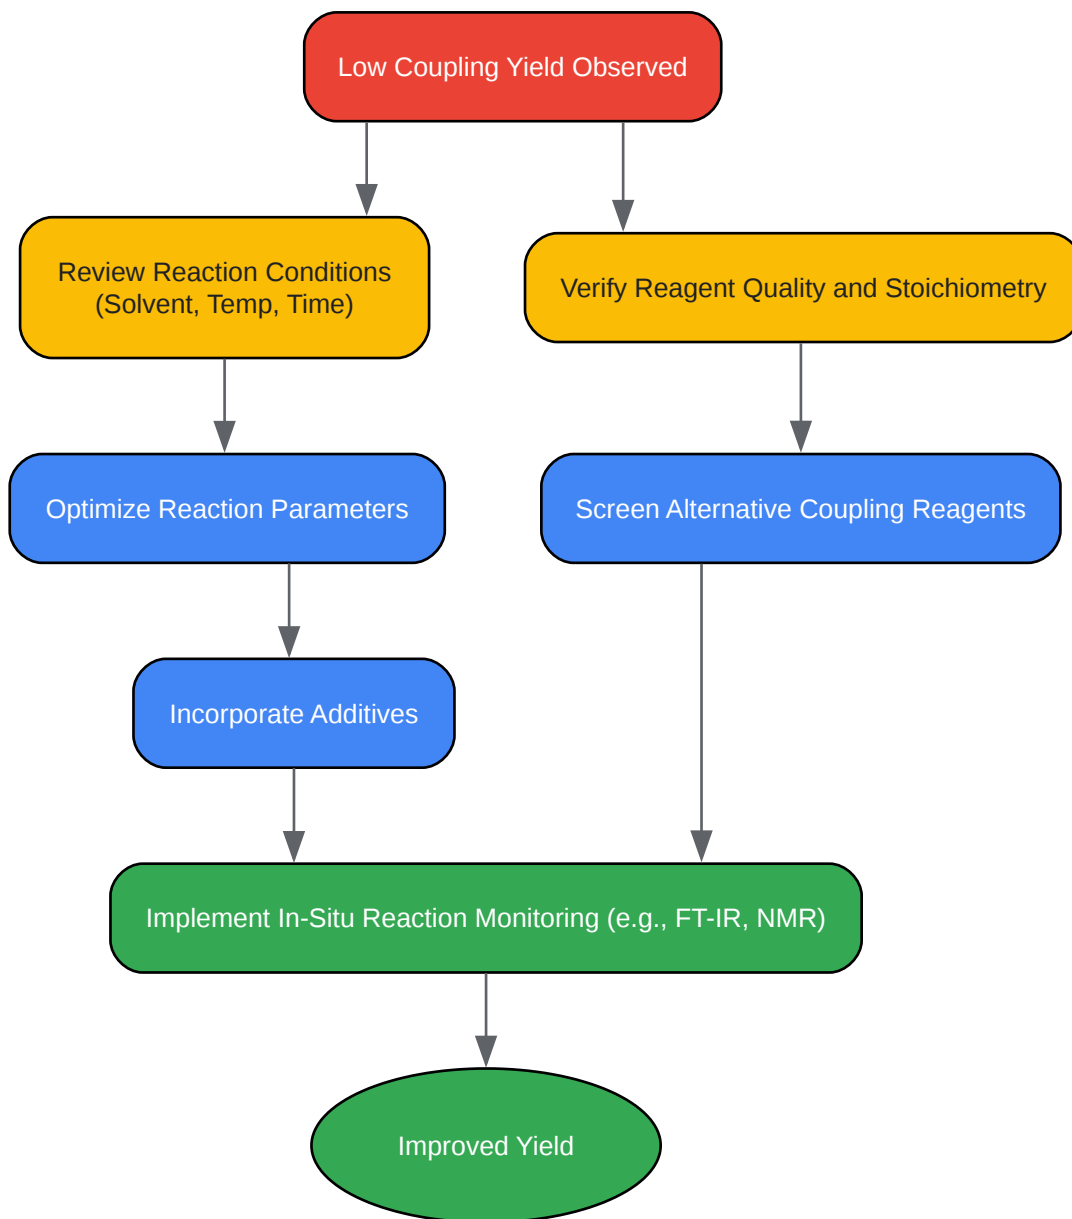 Low Coupling Yield Observed
Review Reaction Conditions
(Solvent, Temp, Time)
Verify Reagent Quality and Stoichiometry
Optimize Reaction Parameters
Screen Alternative Coupling Reagents
Incorporate Additives
Implement In-Situ Reaction Monitoring (e.g., FT-IR, NMR)
Improved Yield